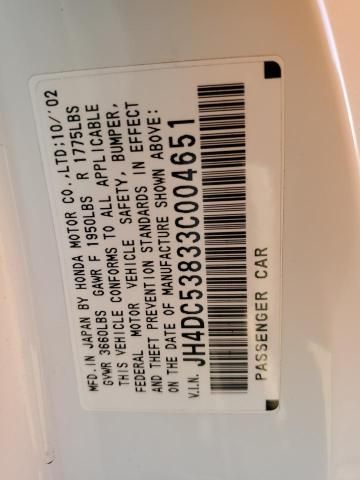 MFD. IN JAPAN BY HONDA MOTOR CO.,LTD:10/'02
GVWR 3660LBS GAWR F 1950LBS R 1775LBS
THIS VEHICLE CONFORMS TO ALL APPLICABLE
FEDERAL MOTOR VEHICLE SAFETY, BUMPER,
AND THEFT PREVENTION STANDARDS IN EFFECT
ON THE DATE OF MANUFACTURE SHOWN ABOVE:
V.I.N. JH4DC53833C004651
PASSENGER CAR